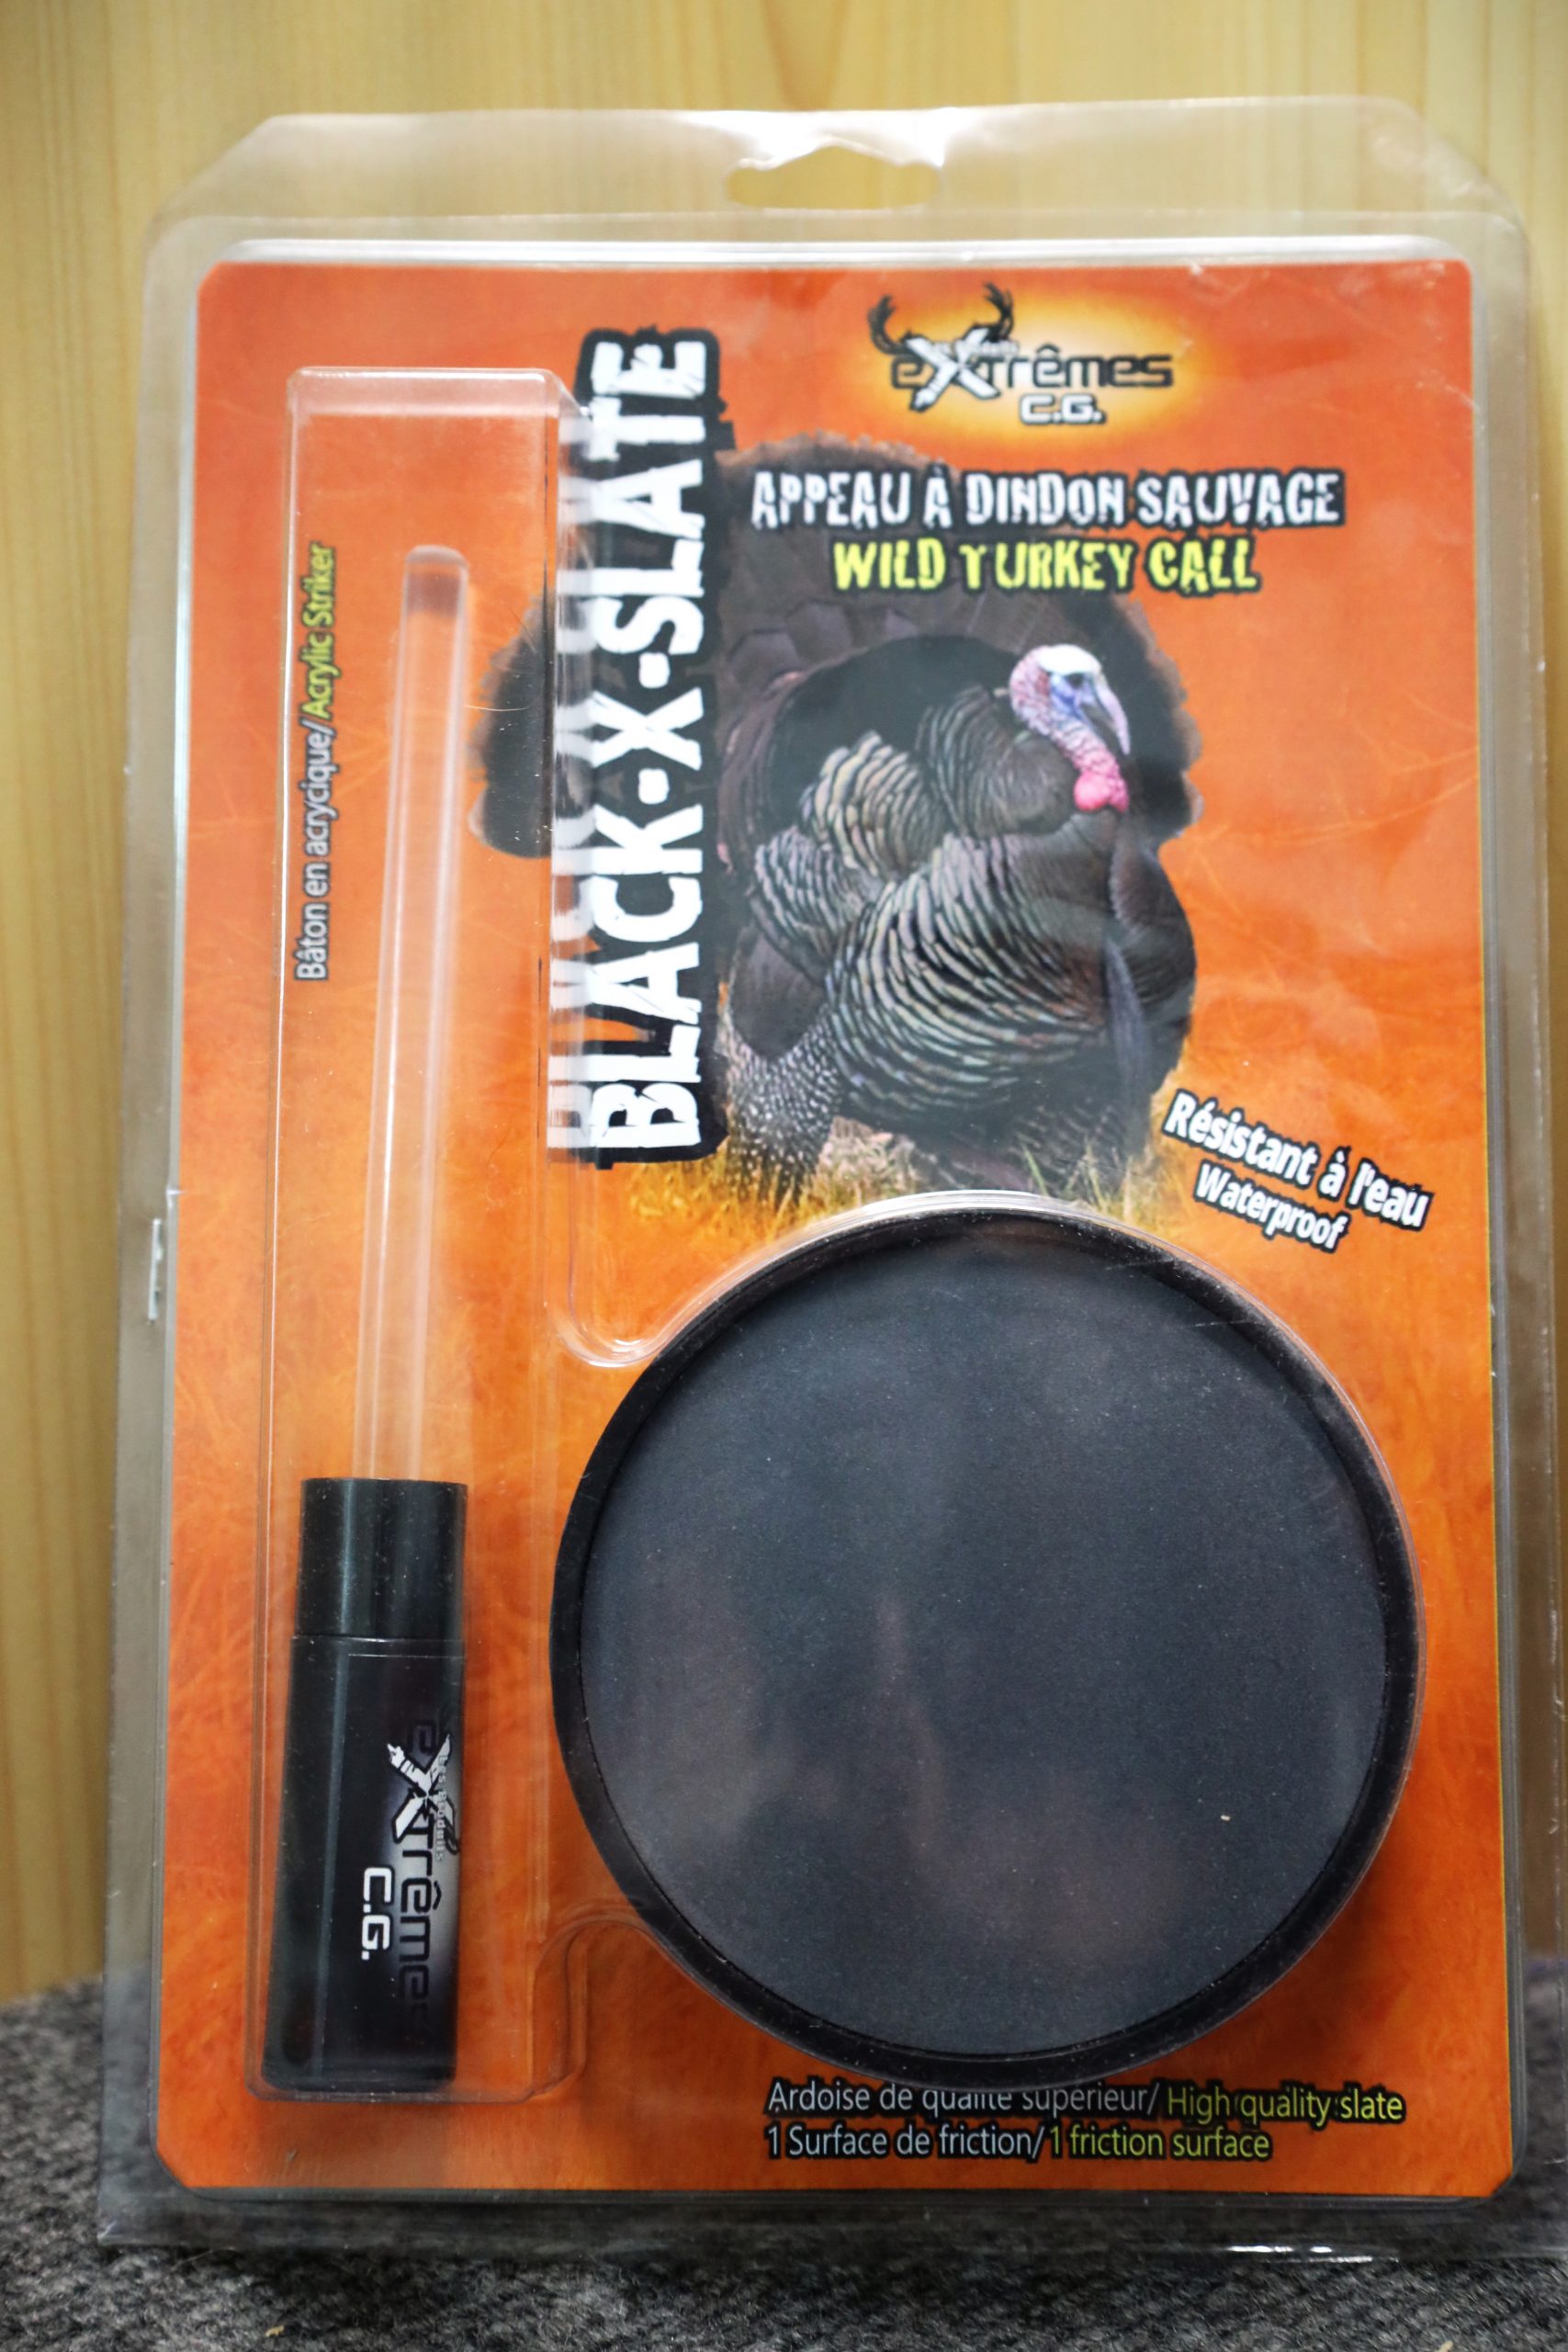 eXtrêmes
C.G.
APPEAU À DINDON SAUVAGE
WILD TURKEY CALL
BLACK-X-SLATE
Bâton en acrycique/Acrylic Striker
Résistant à l'eau
Waterproof
eXtrême
C.G.
Ardoise de qualité supérieur/High quality slate
1 Surface de friction/1 friction surface